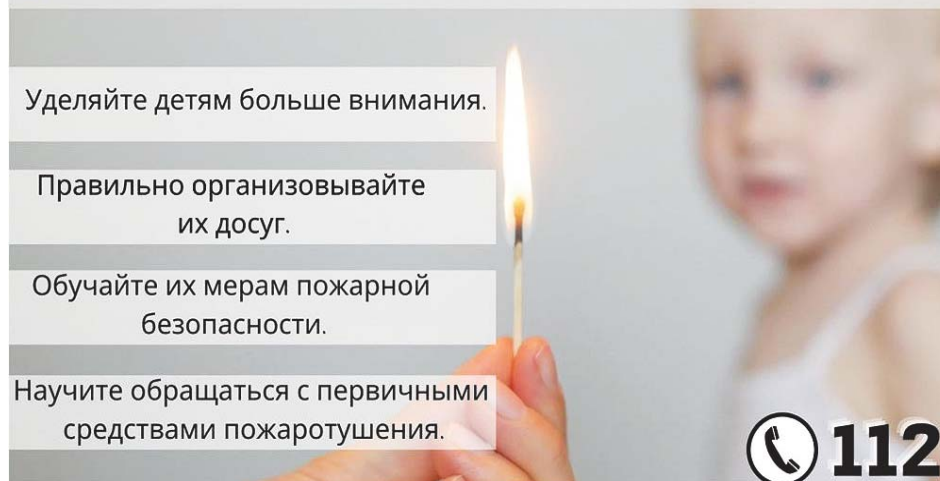 Уделяйте детям больше внимания.
Правильно организовывайте
их досуг.
Обучайте их мерам пожарной
безопасности.
Научите обращаться с первичными
средствами пожаротушения.
112